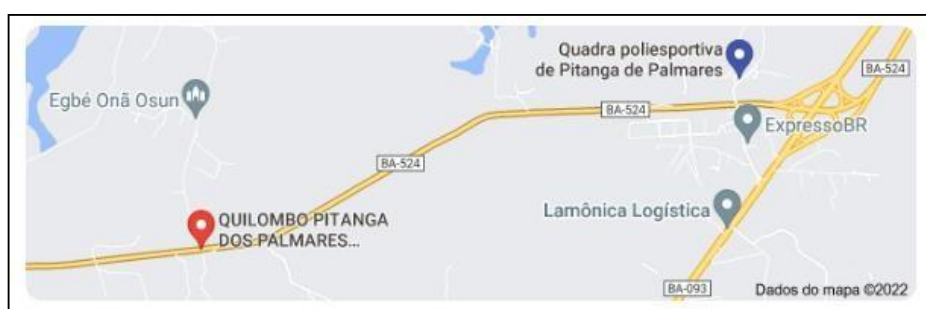 Quadra poliesportiva
de Pitanga de Palmares
BA-524
Egbé Onã Osun
BA-524
ExpressoBR
BA-524
Lamônica Logística
QUILOMBO PITANGA
DOS PALMARES...
BA-093
Dados do mapa ©2022